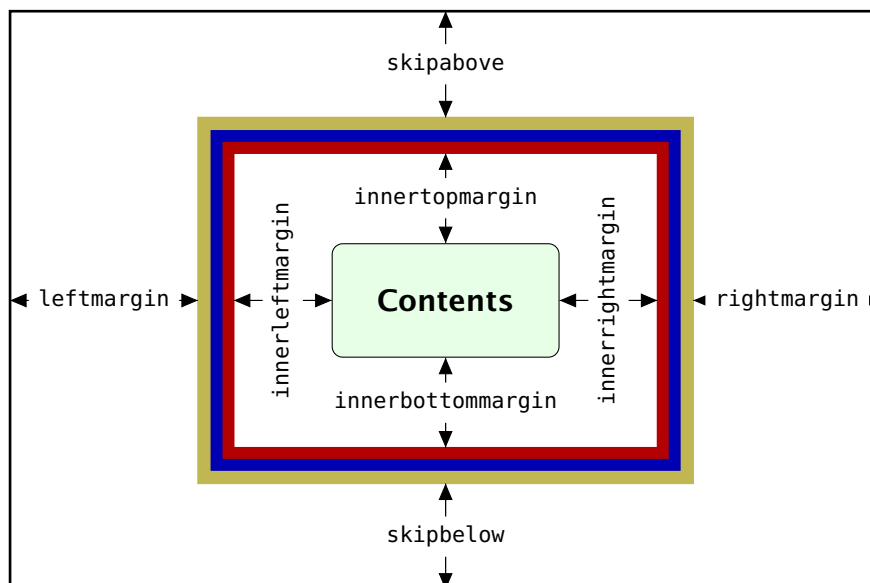 skipabove
innertopmargin
leftmargin
innerleftmargin
Contents
innerrightmargin
rightmargin
innerbottommargin
skipbelow